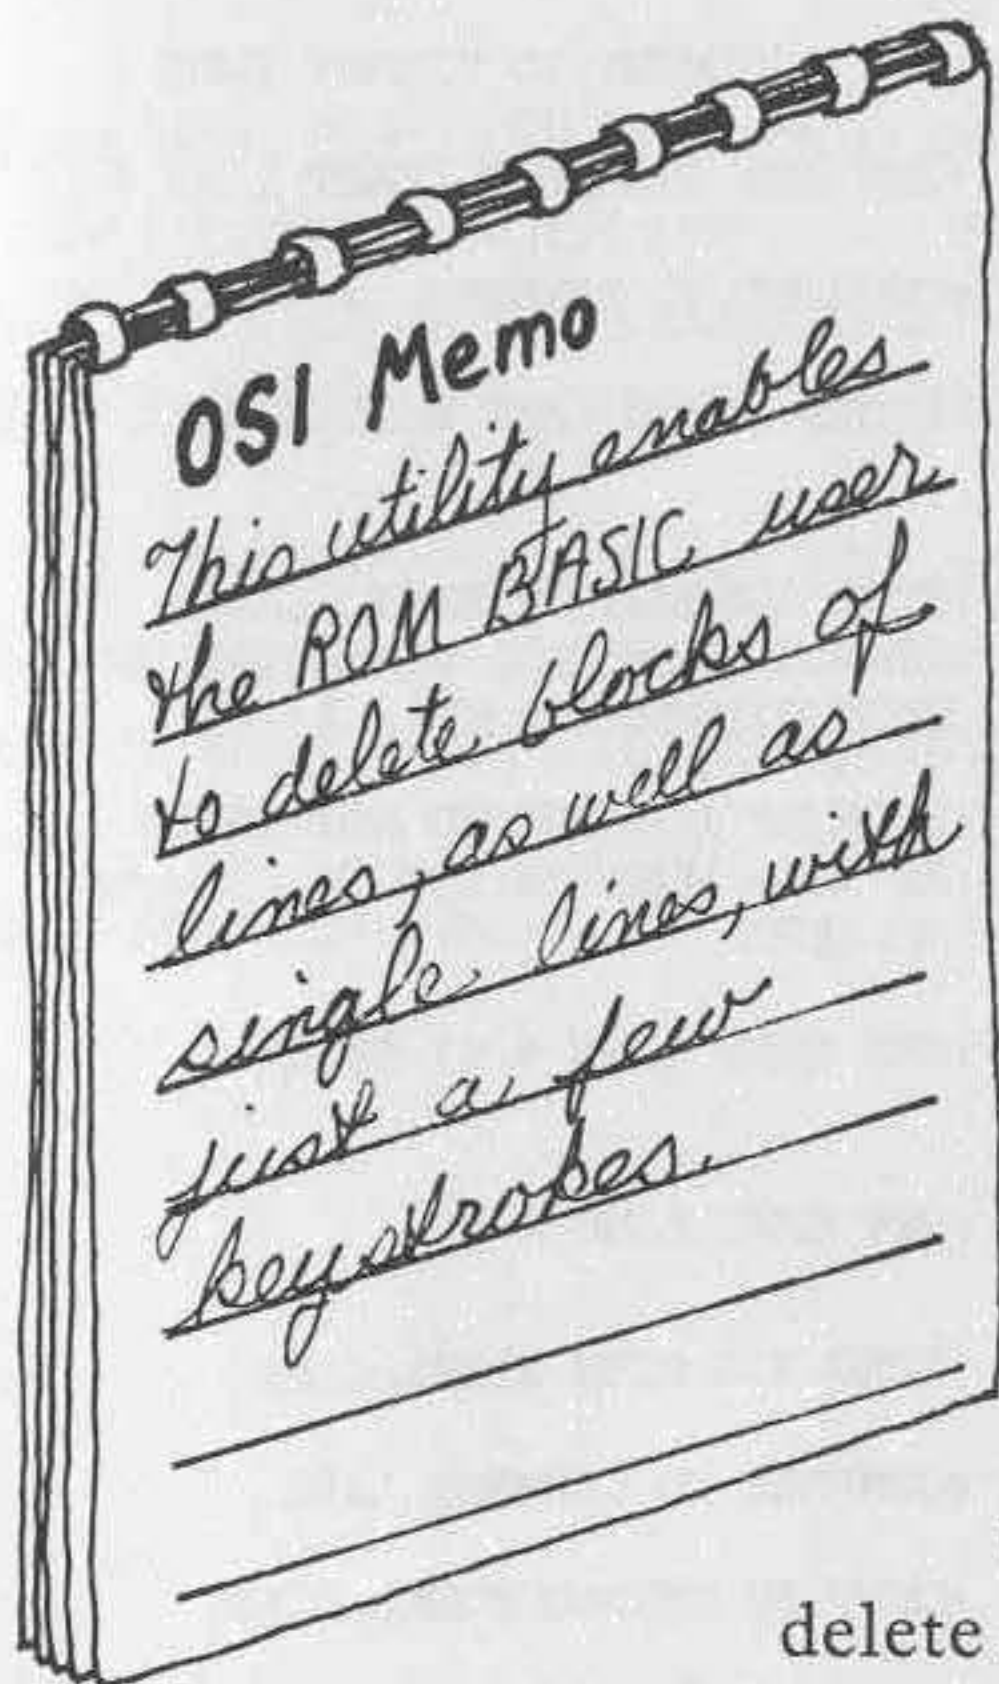 OSI Memo
This utility enables
the ROM BASIC user
to delete blocks of
lines, as well as
single lines, with
just a few
keystrokes.
delete